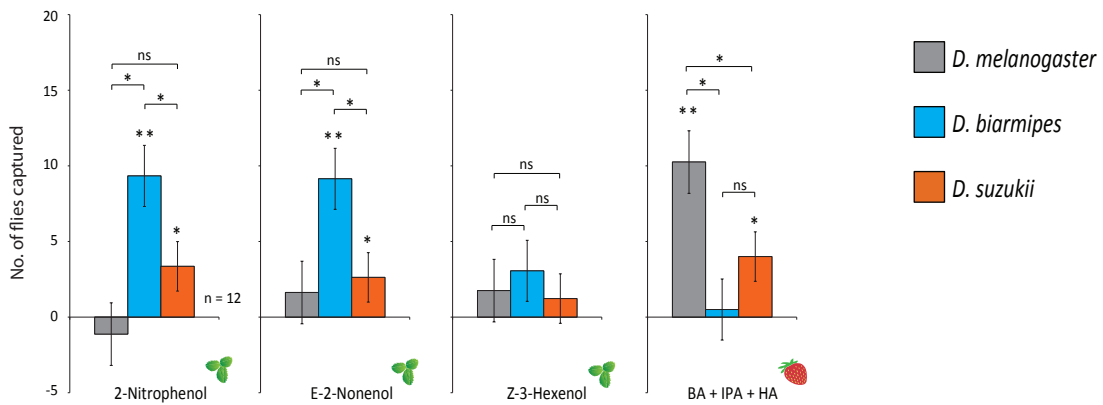 No. of flies captured
20
15
10
5
0
-5
ns
*
*
**
*
n = 12
2-Nitrophenol
ns
*
*
**
*
E-2-Nonenol
ns
ns
ns
Z-3-Hexenol
*
*
**
ns
*
BA + IPA + HA
D. melanogaster
D. biarmipes
D. suzukii